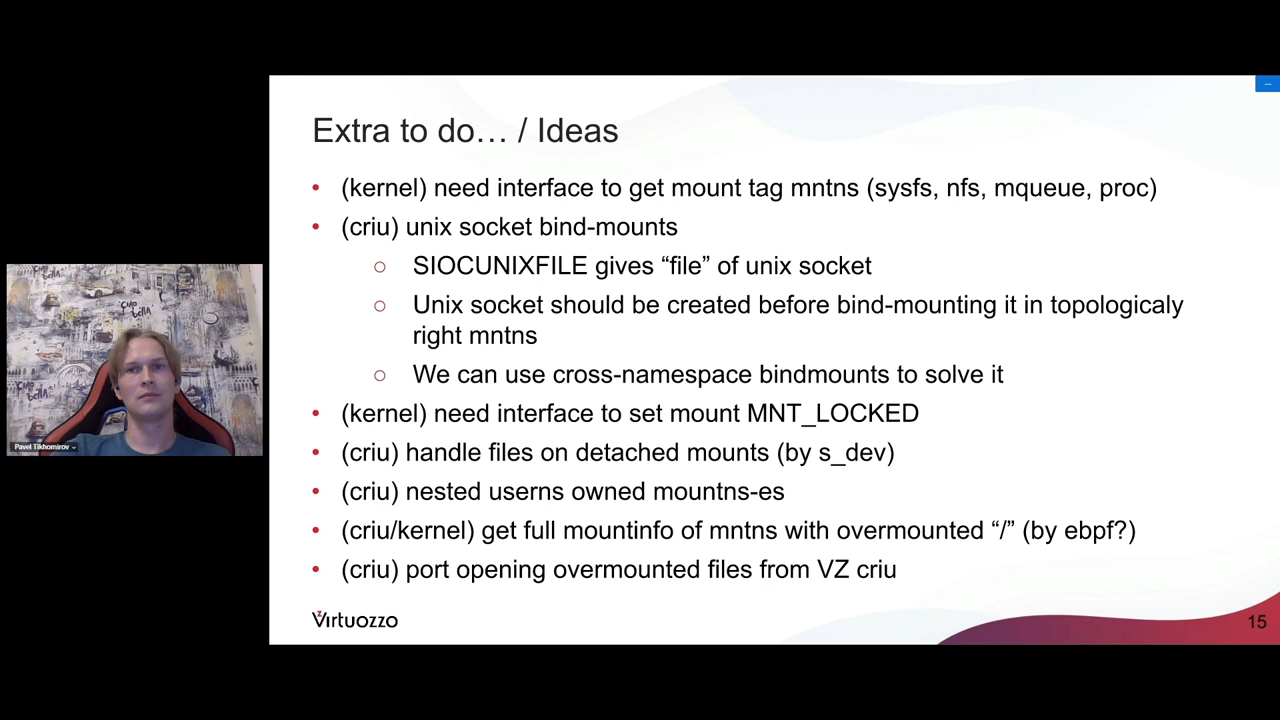 Extra to do… / Ideas
• (kernel) need interface to get mount tag mntns (sysfs, nfs, mqueue, proc)
• (criu) unix socket bind-mounts
○ SIOCUNIXFILE gives “file” of unix socket
○ Unix socket should be created before bind-mounting it in topologicaly
right mntns
○ We can use cross-namespace bindmounts to solve it
• (kernel) need interface to set mount MNT_LOCKED
• (criu) handle files on detached mounts (by s_dev)
• (criu) nested userns owned mountns-es
• (criu/kernel) get full mountinfo of mntns with overmounted “/” (by ebpf?)
• (criu) port opening overmounted files from VZ criu
Virtuozzo
15
Pavel Tikhomirov